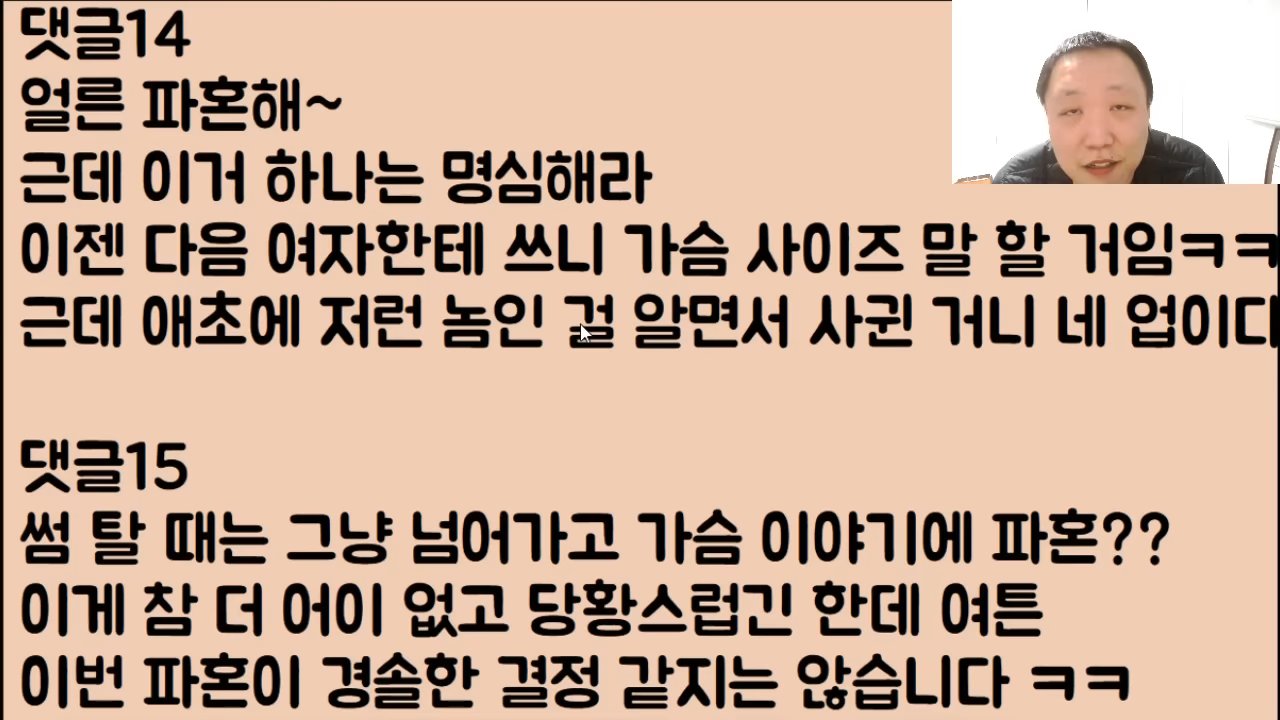 댓글14
얼른 파혼해~
근데 이거 하나는 명심해라
이젠 다음 여자한테 쓰니 가슴 사이즈 말 할 거임ㅋㅋ
근데 애초에 저런 놈인 걸 알면서 사귄 거니 네 업이다
댓글15
썸 탈 때는 그냥 넘어가고 가슴 이야기에 파혼??
이게 참 더 어이 없고 당황스럽긴 한데 여튼
이번 파혼이 경솔한 결정 같지는 않습니다 ㅋㅋ